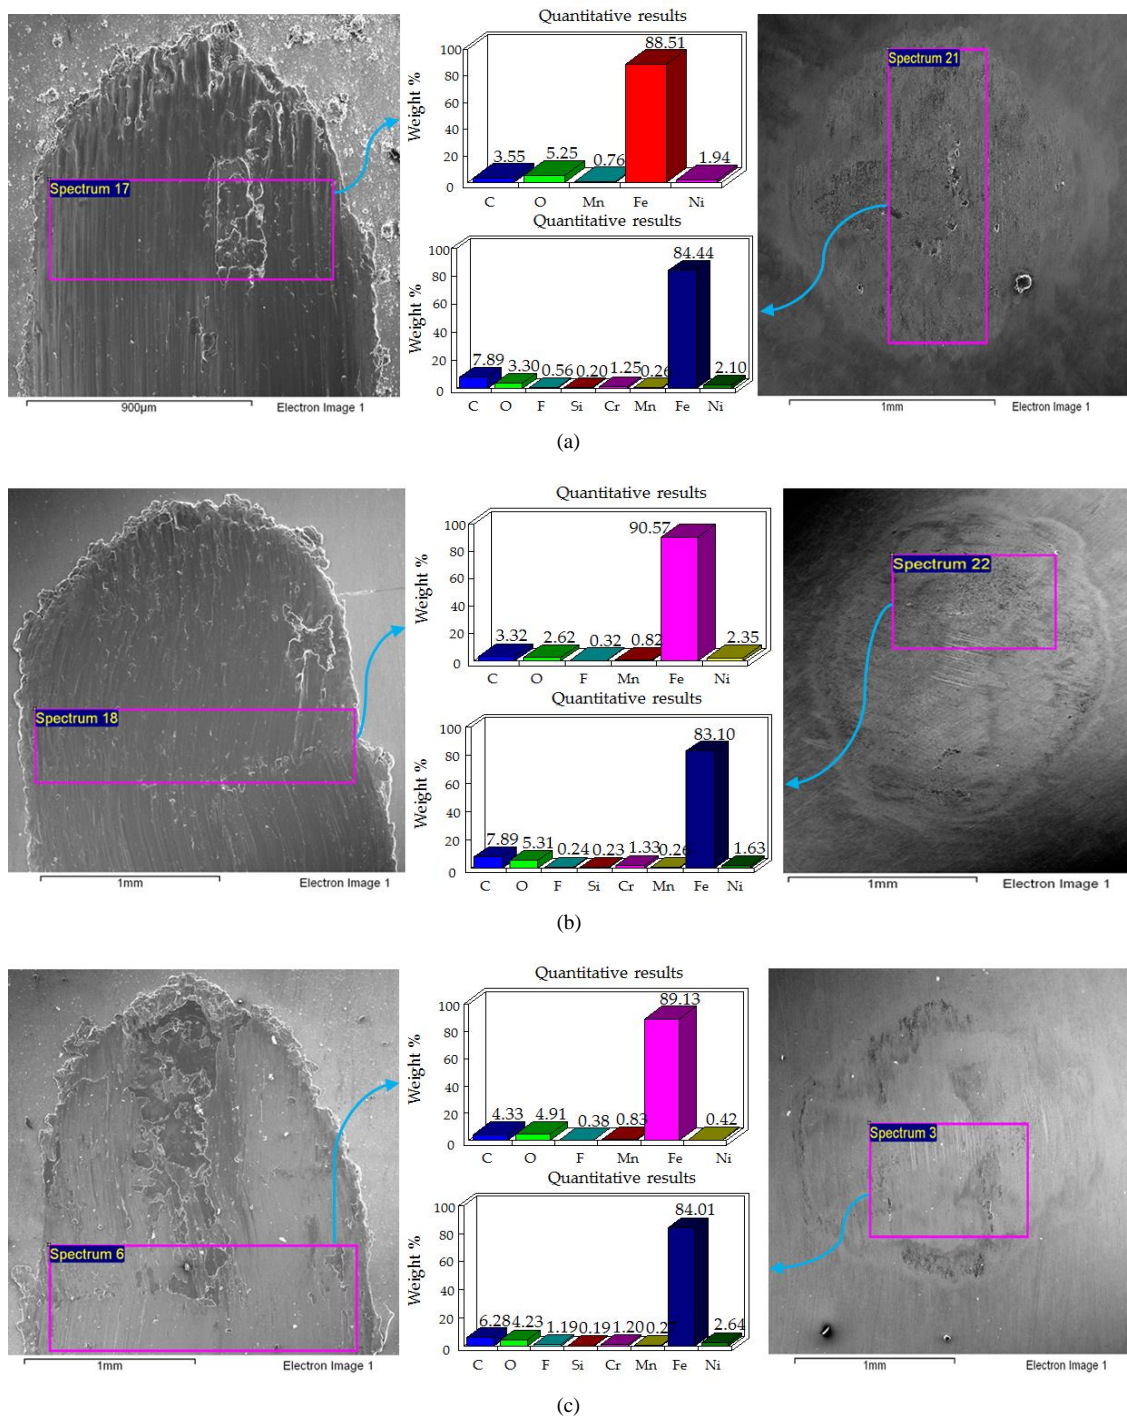 Quantitative results
Spectrum 21
Spectrum 17
Weight %
100
80
60
40
20
0
3.55 5.25 0.76 88.51 1.94
C O Mn Fe Ni
Quantitative results
Weight %
100
80
60
40
20
0
7.89 3.30 0.56 0.20 1.25 0.26 84.44 2.10
C O F Si Cr Mn Fe Ni
900µm Electron Image 1
1mm Electron Image 1
(a)
Quantitative results
Spectrum 22
Spectrum 18
Weight %
100
80
60
40
20
0
3.32 2.62 0.32 0.82 90.57 2.35
C O F Mn Fe Ni
Quantitative results
Weight %
100
80
60
40
20
0
7.89 5.31 0.24 0.23 1.33 0.26 83.10 1.63
C O F Si Cr Mn Fe Ni
1mm Electron Image 1
1mm Electron Image 1
(b)
Quantitative results
Spectrum 6
Spectrum 3
Weight %
100
80
60
40
20
0
4.33 4.91 0.38 0.83 89.13 0.42
C O F Mn Fe Ni
Quantitative results
Weight %
100
80
60
40
20
0
6.28 4.23 1.19 0.19 1.20 0.27 84.01 2.64
C O F Si Cr Mn Fe Ni
1mm Electron Image 1
1mm Electron Image 1
(c)